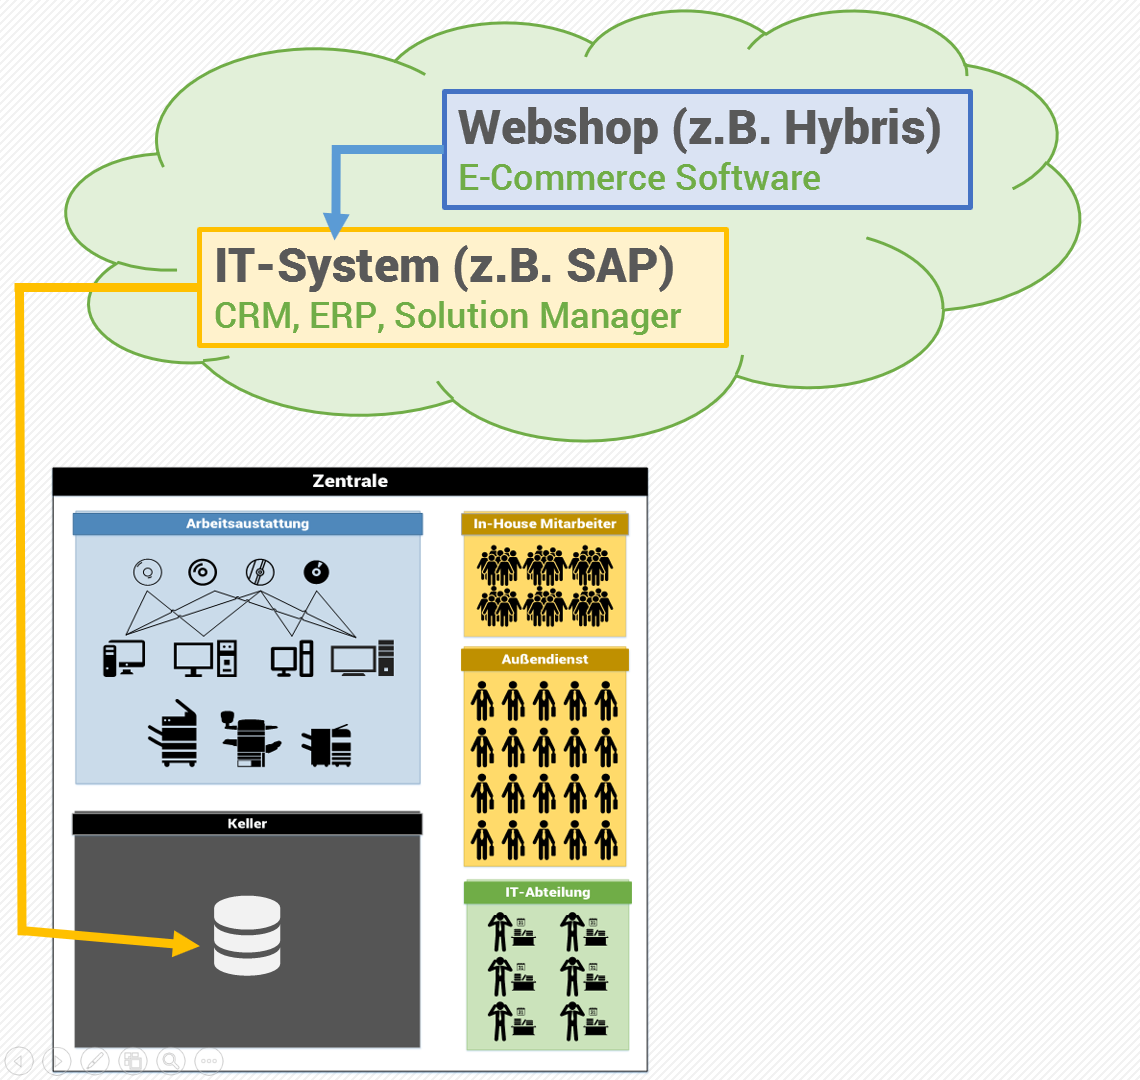 Webshop (z.B. Hybris)
E-Commerce Software
IT-System (z.B. SAP)
CRM, ERP, Solution Manager
Zentrale
Arbeitsaustattung
In-House Mitarbeiter
Außendienst
Keller
IT-Abteilung